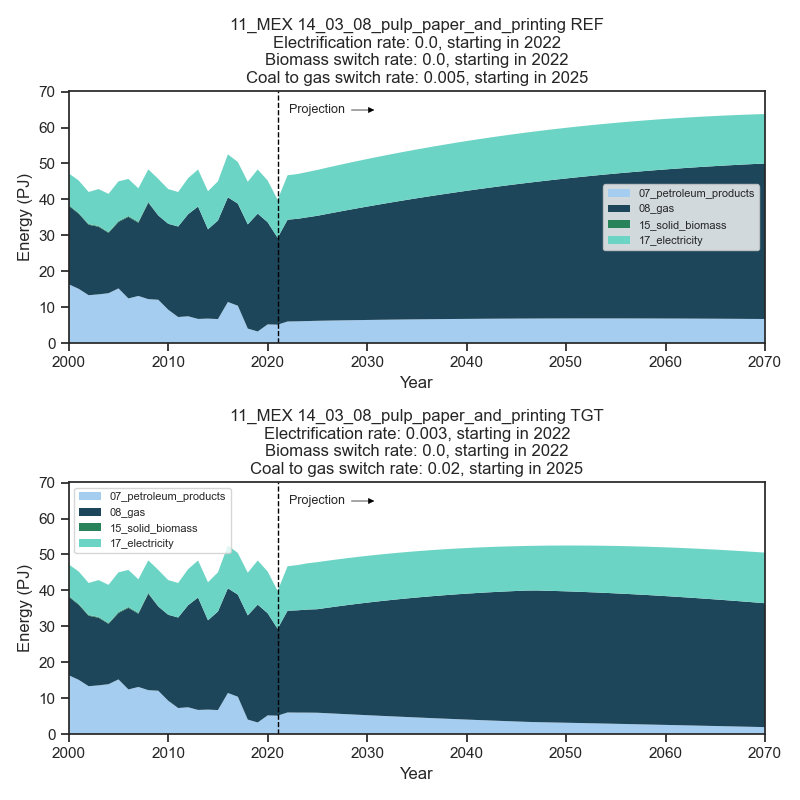 11_MEX 14_03_08_pulp_paper_and_printing REF
Electrification rate: 0.0, starting in 2022
Biomass switch rate: 0.0, starting in 2022
Coal to gas switch rate: 0.005, starting in 2025
70
60
50
40
30
20
10
0
Energy (PJ)
Projection
07_petroleum_products
08_gas
15_solid_biomass
17_electricity
2000 2010 2020 2030 2040 2050 2060 2070
Year
11_MEX 14_03_08_pulp_paper_and_printing TGT
Electrification rate: 0.003, starting in 2022
Biomass switch rate: 0.0, starting in 2022
Coal to gas switch rate: 0.02, starting in 2025
70
60
50
40
30
20
10
0
Energy (PJ)
07_petroleum_products
08_gas
15_solid_biomass
17_electricity
Projection
2000 2010 2020 2030 2040 2050 2060 2070
Year